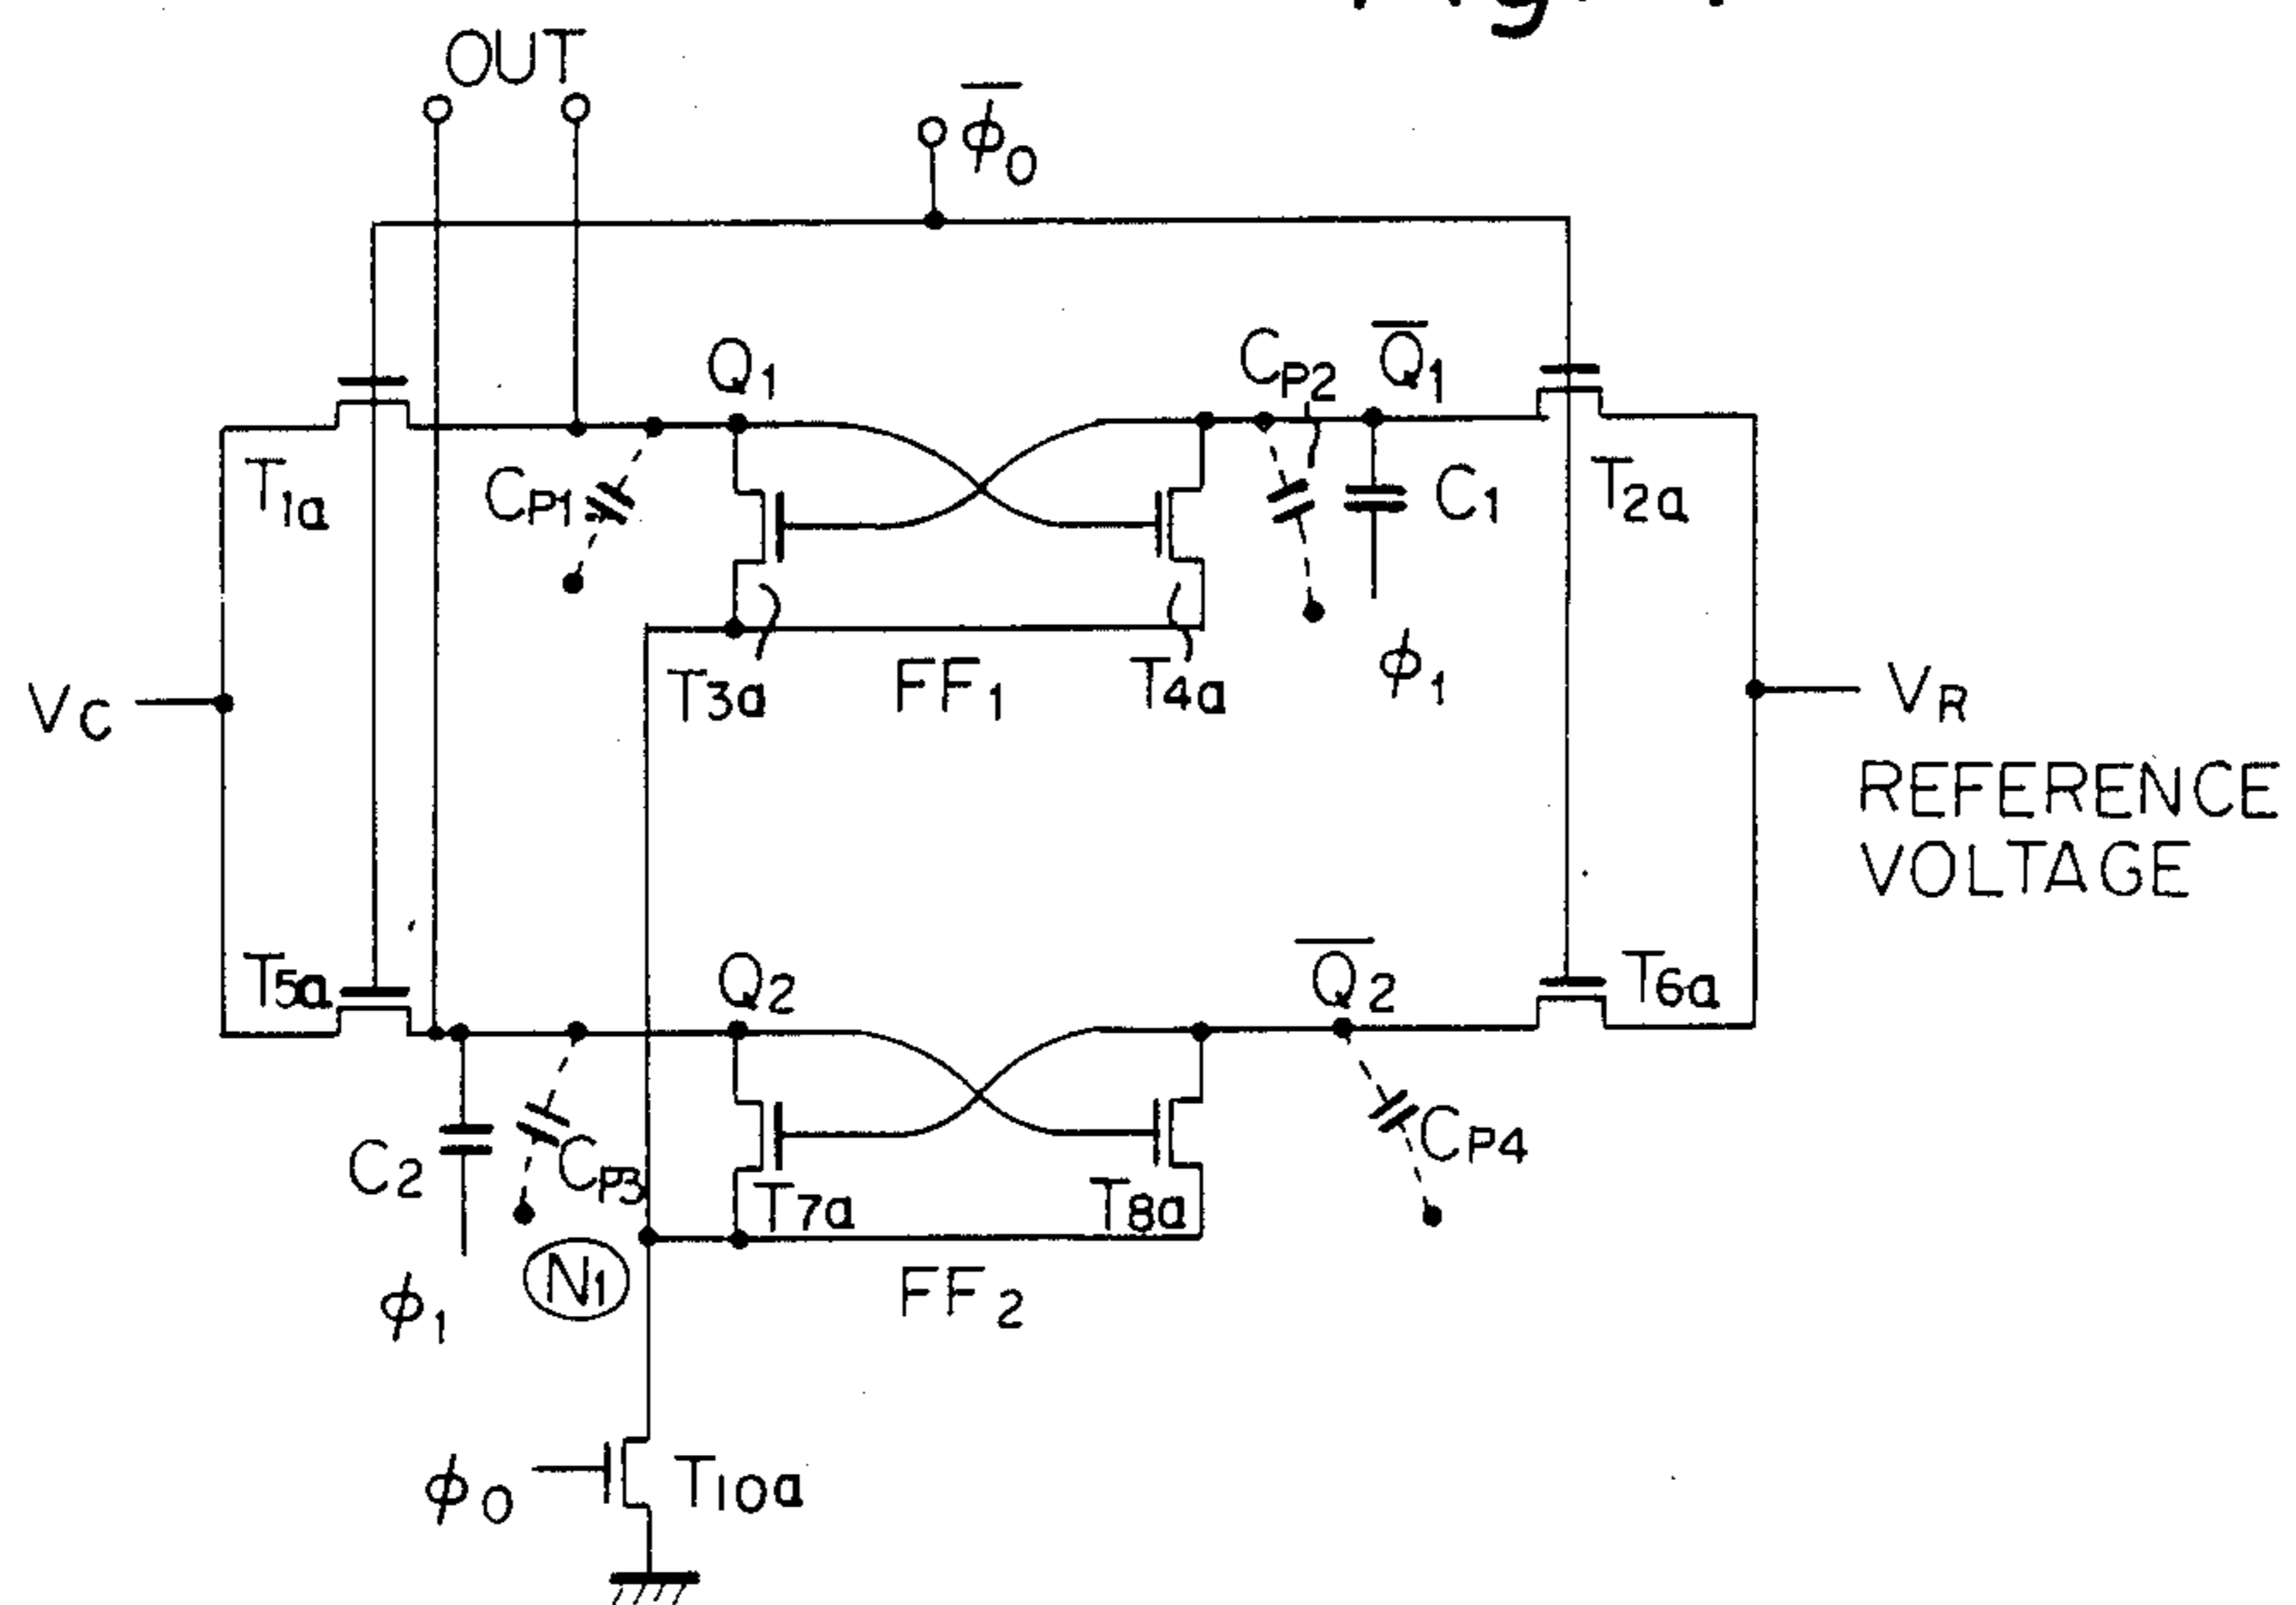 OUT
φ̅0
Q1
CP2
Q̅1
T1a
CP1
C1
T2a
T3a
FF1
T4a
φ1
VC
VR
REFERENCE
VOLTAGE
T5a
Q2
Q̅2
T6a
C2
CP3
T7a
T8a
CP4
N1
φ1
FF2
φ0
T10a